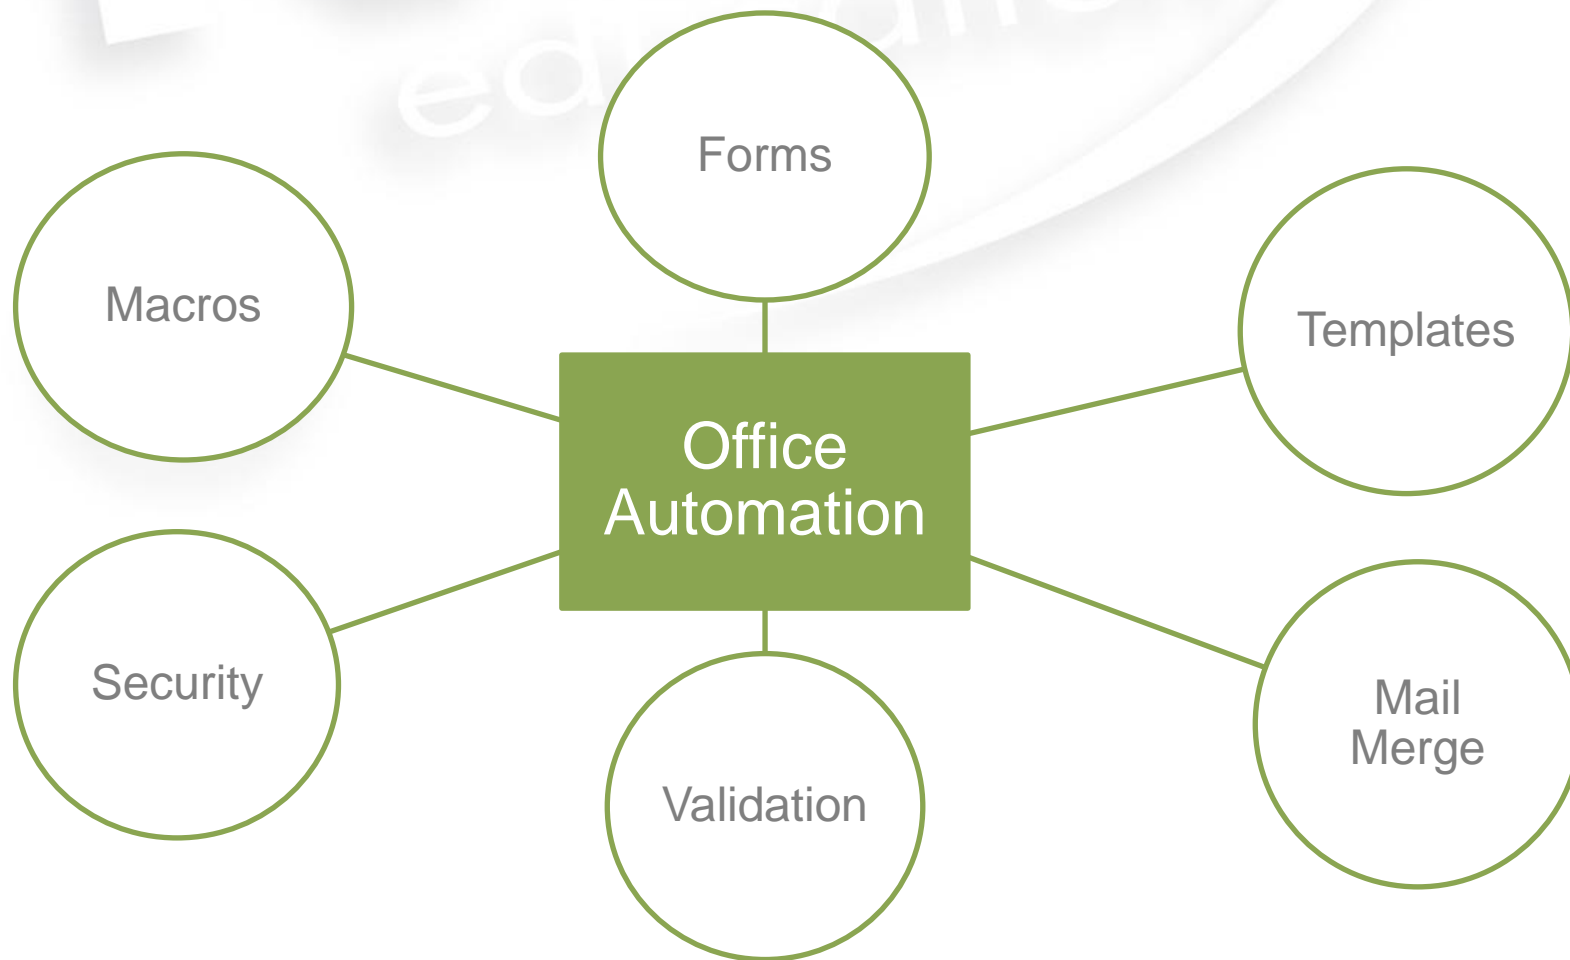 Forms
Macros
Templates
Office
Automation
Security
Mail
Merge
Validation